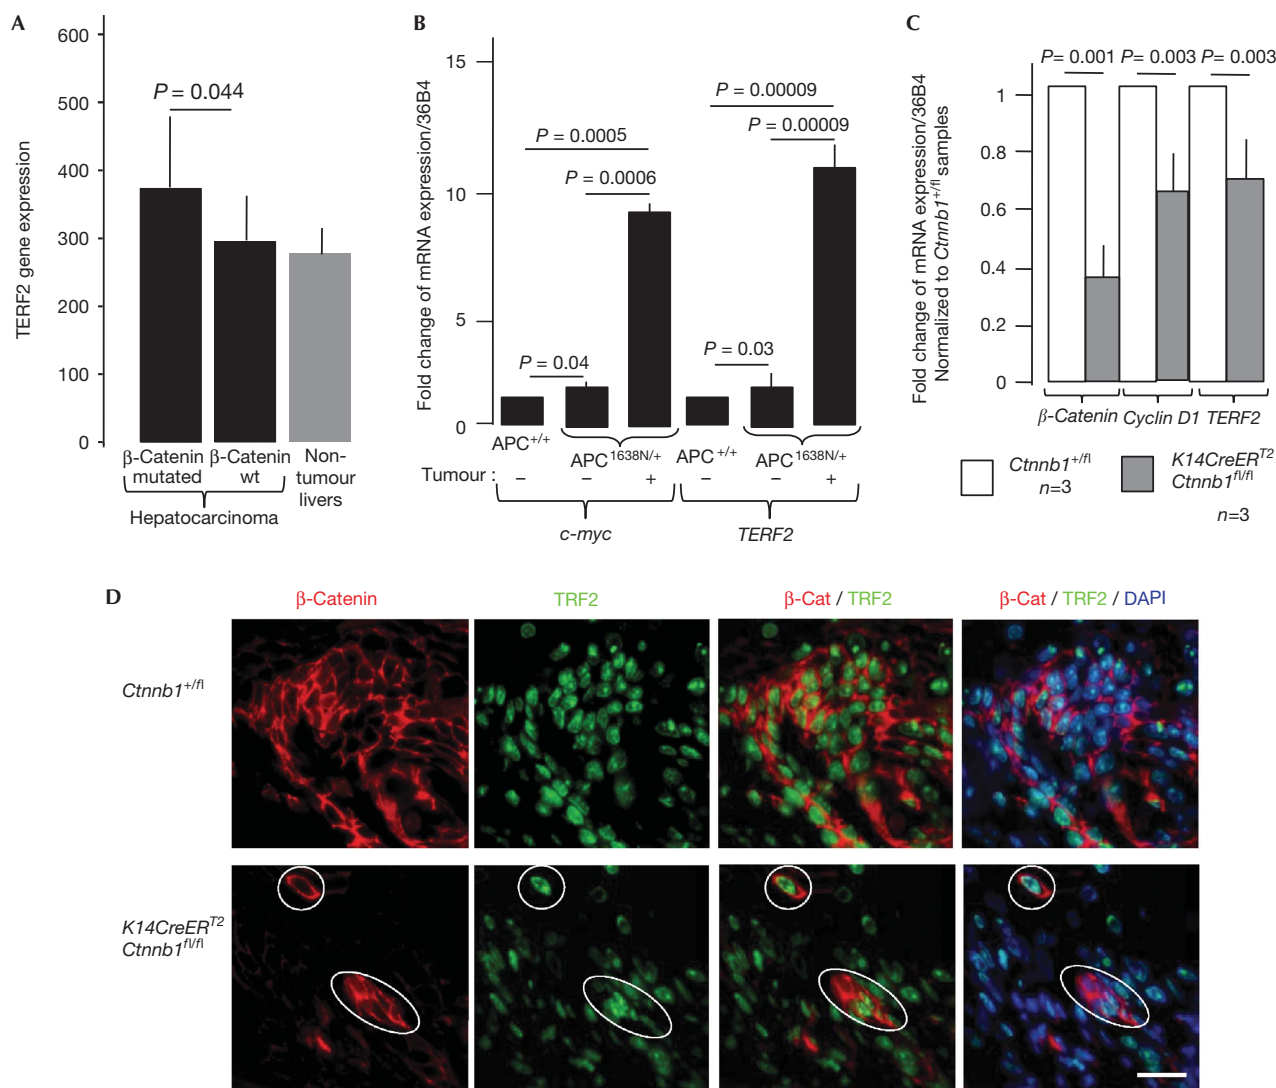 A
TERF2 gene expression
600
500
400
300
200
100
0
P = 0.044
β-Catenin
mutated
β-Catenin
wt
Non-
tumour
livers
Hepatocarcinoma
B
Fold change of mRNA expression/36B4
15
10
5
0
P = 0.0005
P = 0.0006
P = 0.04
P = 0.00009
P = 0.00009
P = 0.03
APC+/+
APC1638N/+
APC+/+
APC1638N/+
Tumour : – – + – – +
c-myc
TERF2
C
Fold change of mRNA expression/36B4
Normalized to Ctnnb1+/fl samples
1
0.8
0.6
0.4
0.2
0
P= 0.001 P= 0.003 P= 0.003
β-Catenin Cyclin D1 TERF2
Ctnnb1+/fl
n=3
K14CreERT2
Ctnnb1fl/fl
n=3
D
β-Catenin
TRF2
β-Cat / TRF2
β-Cat / TRF2 / DAPI
Ctnnb1+/fl
K14CreERT2
Ctnnb1fl/fl